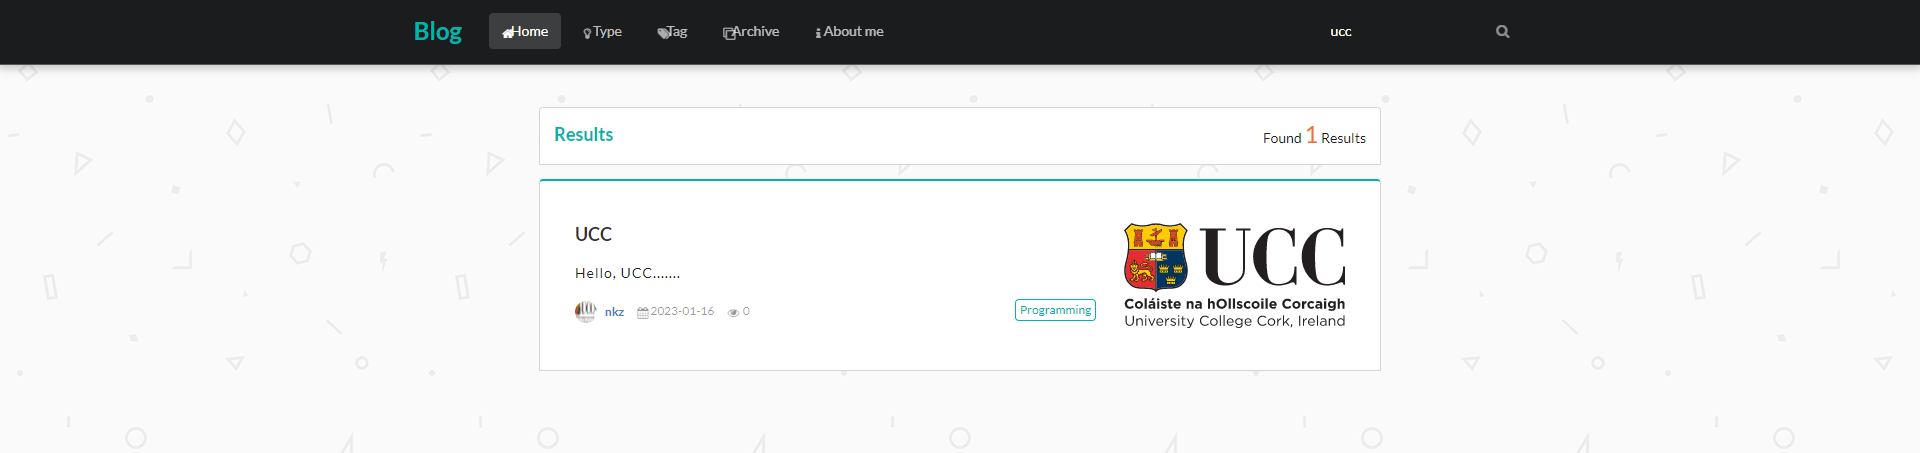 Blog Home Type Tag Archive About me ucc
Results Found 1 Results
UCC
Hello, UCC.......
nkz 2023-01-16 0 Programming
UCC
Coláiste na hOllscoile Corcaigh
University College Cork, Ireland